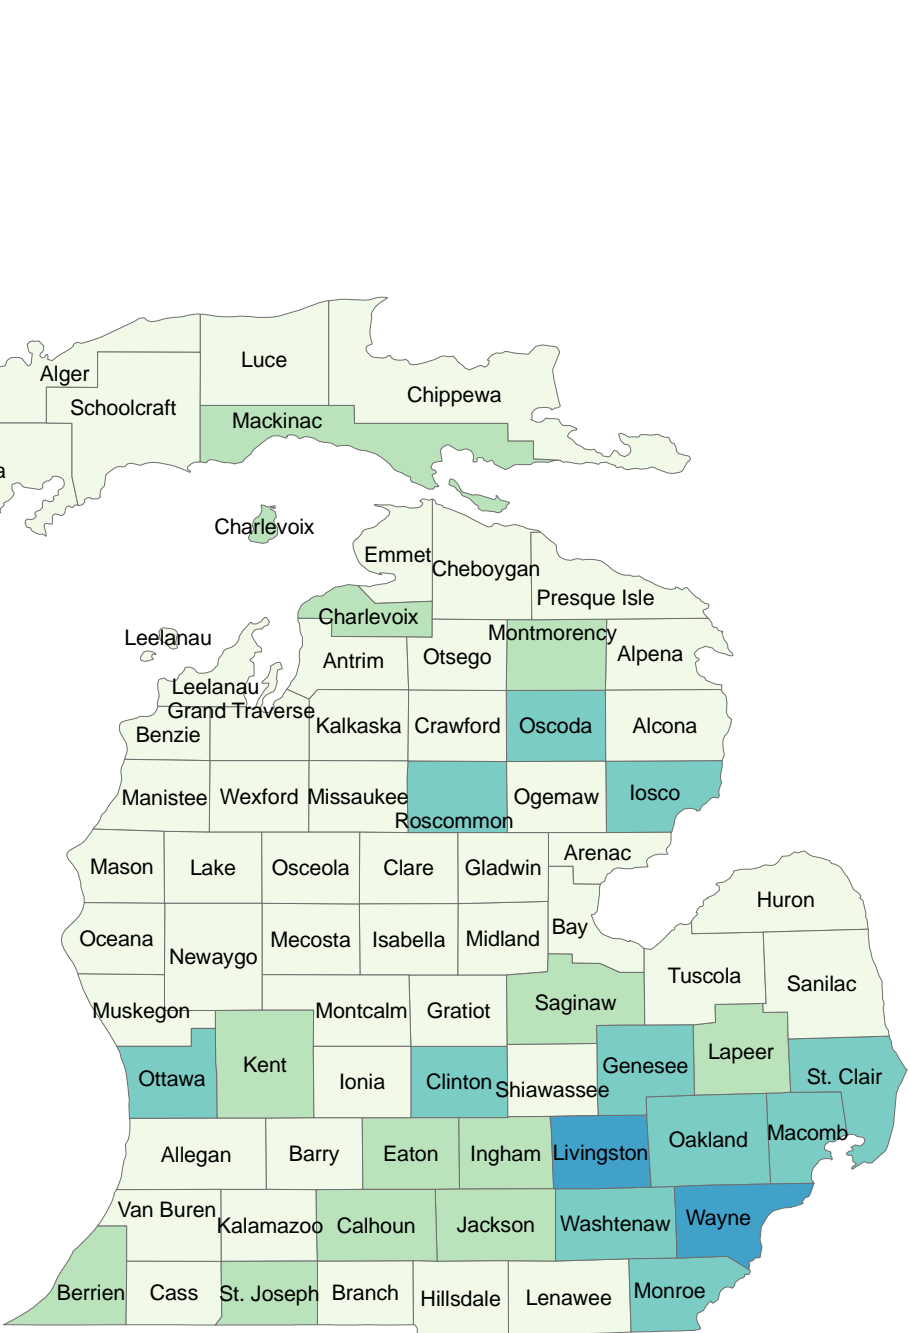 Luce
Alger
Chippewa
Schoolcraft
Mackinac
a
Charlevoix
Emmet
Cheboygan
Presque Isle
Charlevoix
Montmorency
Leelanau
Alpena
Otsego
Antrim
Leelanau
Grand Traverse
Benzie
Kalkaska
Crawford
Oscoda
Alcona
Manistee
Wexford
Missaukee
Ogemaw
Iosco
Roscommon
Arenac
Mason
Lake
Osceola
Clare
Gladwin
Huron
Bay
Oceana
Mecosta
Isabella
Midland
Newaygo
Tuscola
Sanilac
Saginaw
Muskegon
Montcalm
Gratiot
Lapeer
Kent
Genesee
St. Clair
Ottawa
Ionia
Clinton
Shiawassee
Macomb
Oakland
Allegan
Barry
Eaton
Ingham
Livingston
Van Buren
Kalamazoo
Calhoun
Jackson
Washtenaw
Wayne
Berrien
Cass
St. Joseph
Branch
Hillsdale
Lenawee
Monroe